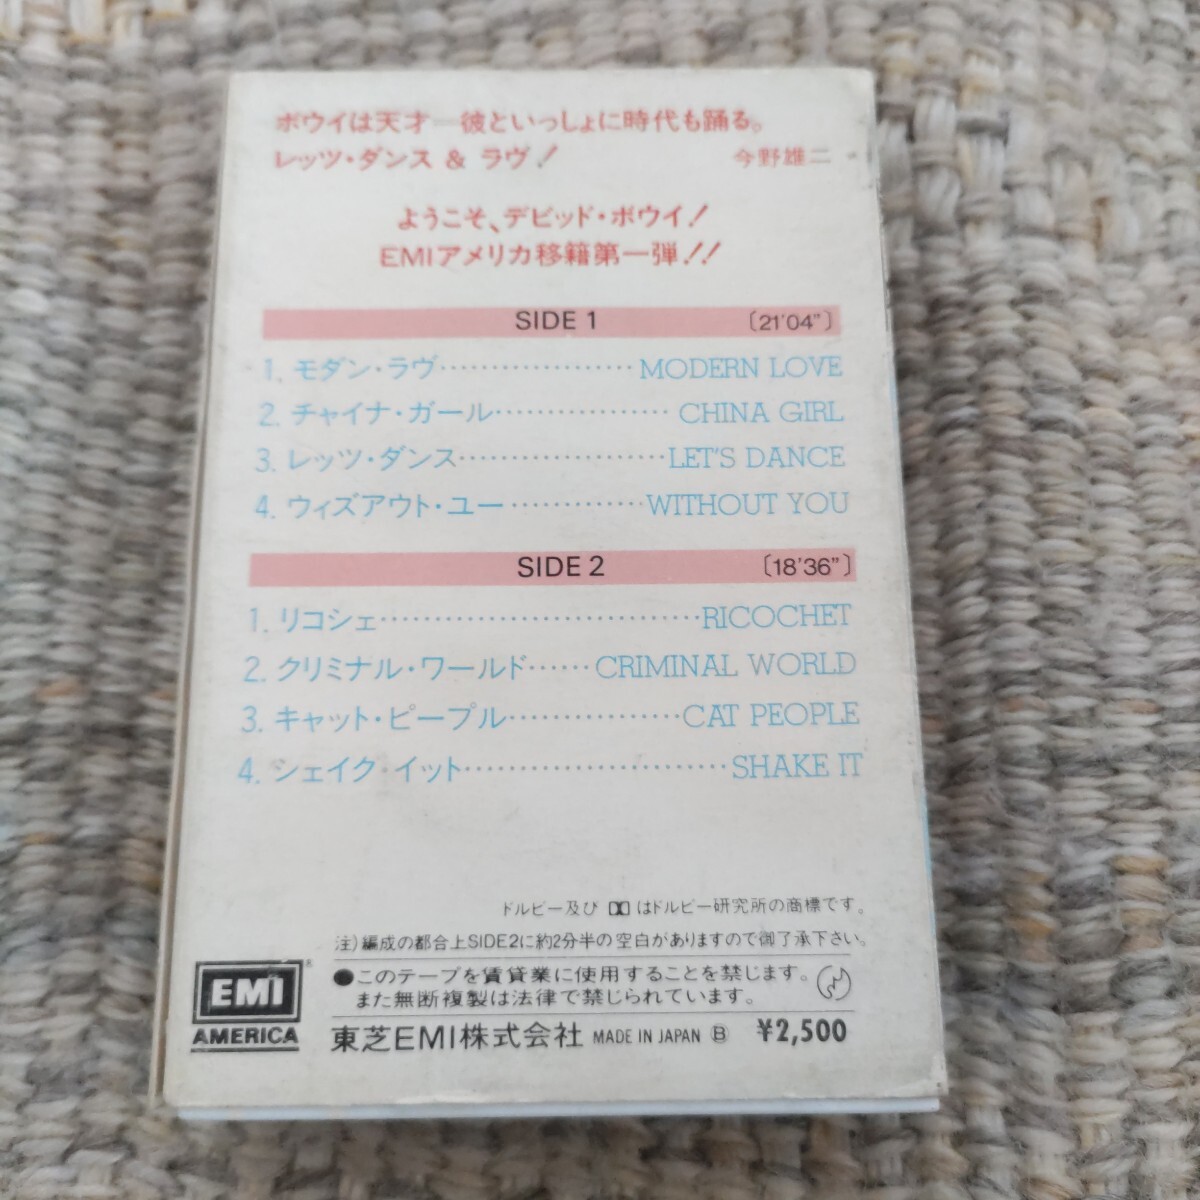 ボウイは天才―彼といっしょに時代も踊る。
レッツ・ダンス & ラヴ! 今野雄二
ようこそ、デビッド・ボウイ!
EMIアメリカ移籍第一弾!!
SIDE 1 〔21'04"〕
1. モダン・ラヴ………………… MODERN LOVE
2. チャイナ・ガール……………… CHINA GIRL
3. レッツ・ダンス…………………LET'S DANCE
4. ウィズアウト・ユー……………WITHOUT YOU
SIDE 2 〔18'36"〕
1. リコシェ……………………………RICOCHET
2. クリミナル・ワールド……CRIMINAL WORLD
3. キャット・ピープル………………CAT PEOPLE
4. シェイク・イット………………………SHAKE IT
ドルビー及び はドルビー研究所の商標です。
注)編成の都合上SIDE2に約2分半の空白がありますので御了承下さい。
●このテープを賃貸業に使用することを禁じます。
また無断複製は法律で禁じられています。
EMI
AMERICA
東芝EMI株式会社 MADE IN JAPAN Ⓑ ¥2,500